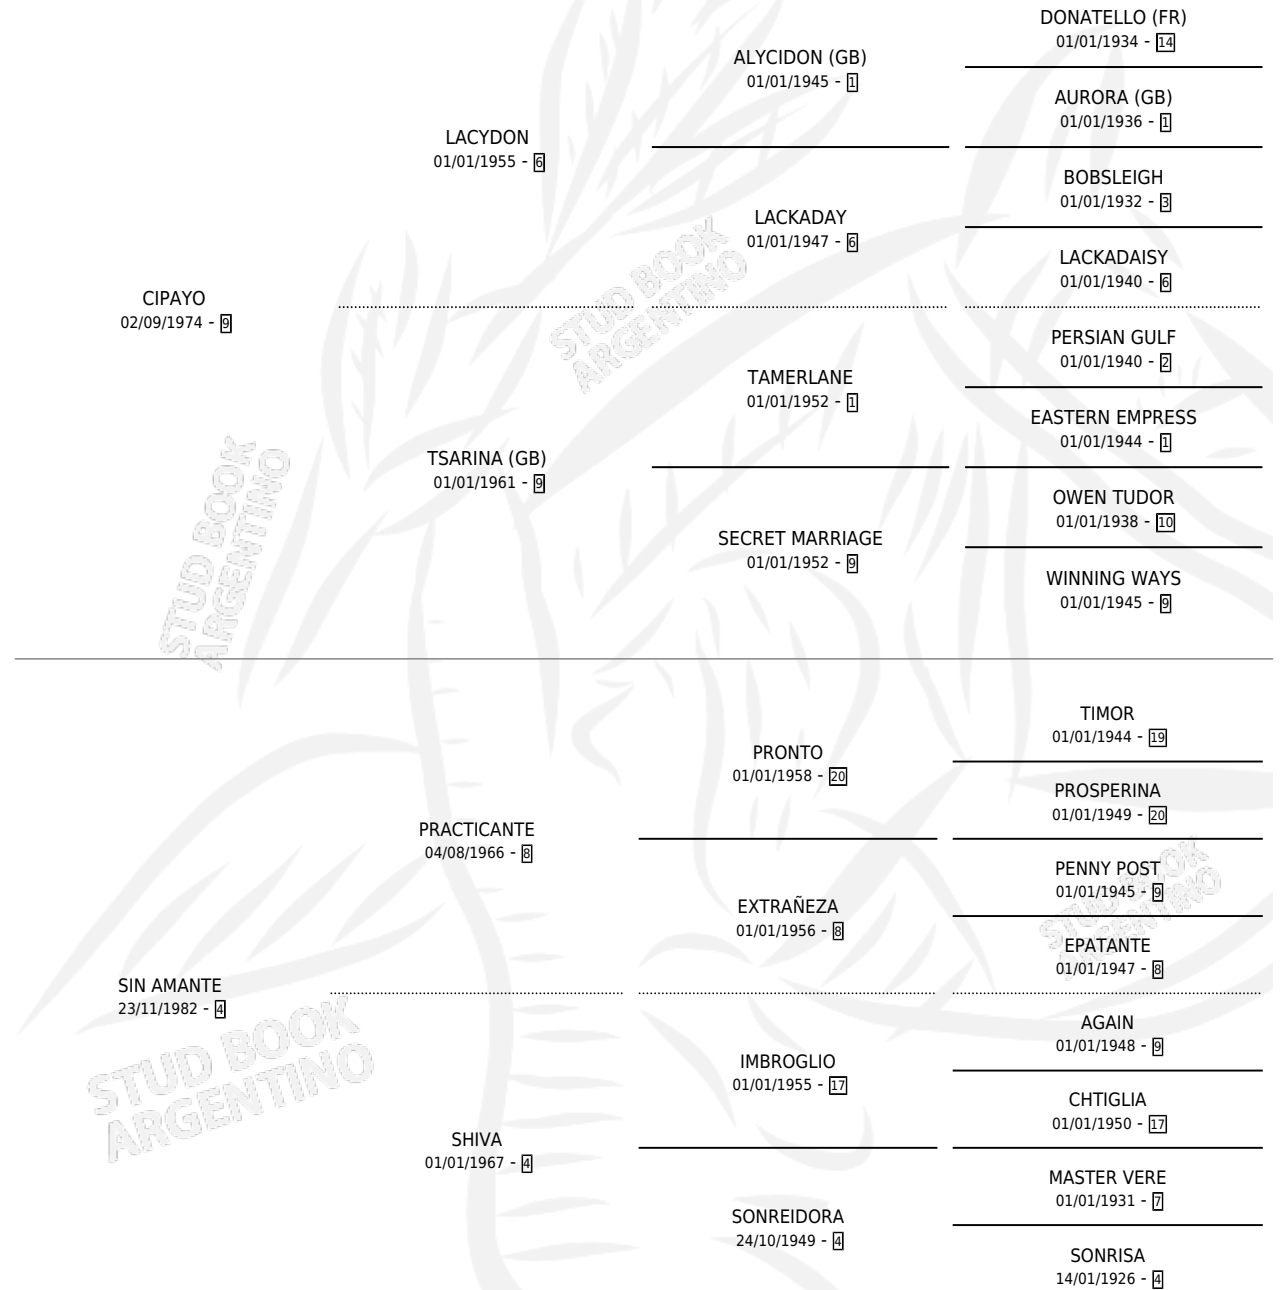 DONATELLO (FR)
01/01/1934 - 14
ALYCIDON (GB)
01/01/1945 - 1
AURORA (GB)
01/01/1936 - 1
LACYDON
01/01/1955 - 6
BOBSLEIGH
01/01/1932 - 3
LACKADAY
01/01/1947 - 6
LACKADAISY
01/01/1940 - 6
CIPAYO
02/09/1974 - 9
PERSIAN GULF
01/01/1940 - 2
TAMERLANE
01/01/1952 - 1
EASTERN EMPRESS
01/01/1944 - 1
TSARINA (GB)
01/01/1961 - 9
OWEN TUDOR
01/01/1938 - 10
SECRET MARRIAGE
01/01/1952 - 9
WINNING WAYS
01/01/1945 - 9
TIMOR
01/01/1944 - 19
PRONTO
01/01/1958 - 20
PROSPERINA
01/01/1949 - 20
PRACTICANTE
04/08/1966 - 8
PENNY POST
01/01/1945 - 9
EXTRAÑEZA
01/01/1956 - 8
EPATANTE
01/01/1947 - 8
SIN AMANTE
23/11/1982 - 4
AGAIN
01/01/1948 - 9
IMBROGLIO
01/01/1955 - 17
CHTIGLIA
01/01/1950 - 17
SHIVA
01/01/1967 - 4
MASTER VERE
01/01/1931 - 7
SONREIDORA
24/10/1949 - 4
SONRISA
14/01/1926 - 4
STUD BOOK
ARGENTINO
STUD BOOK
ARGENTINO
STUD BOOK
ARGENTINO
STUD BOOK
ARGENTINO